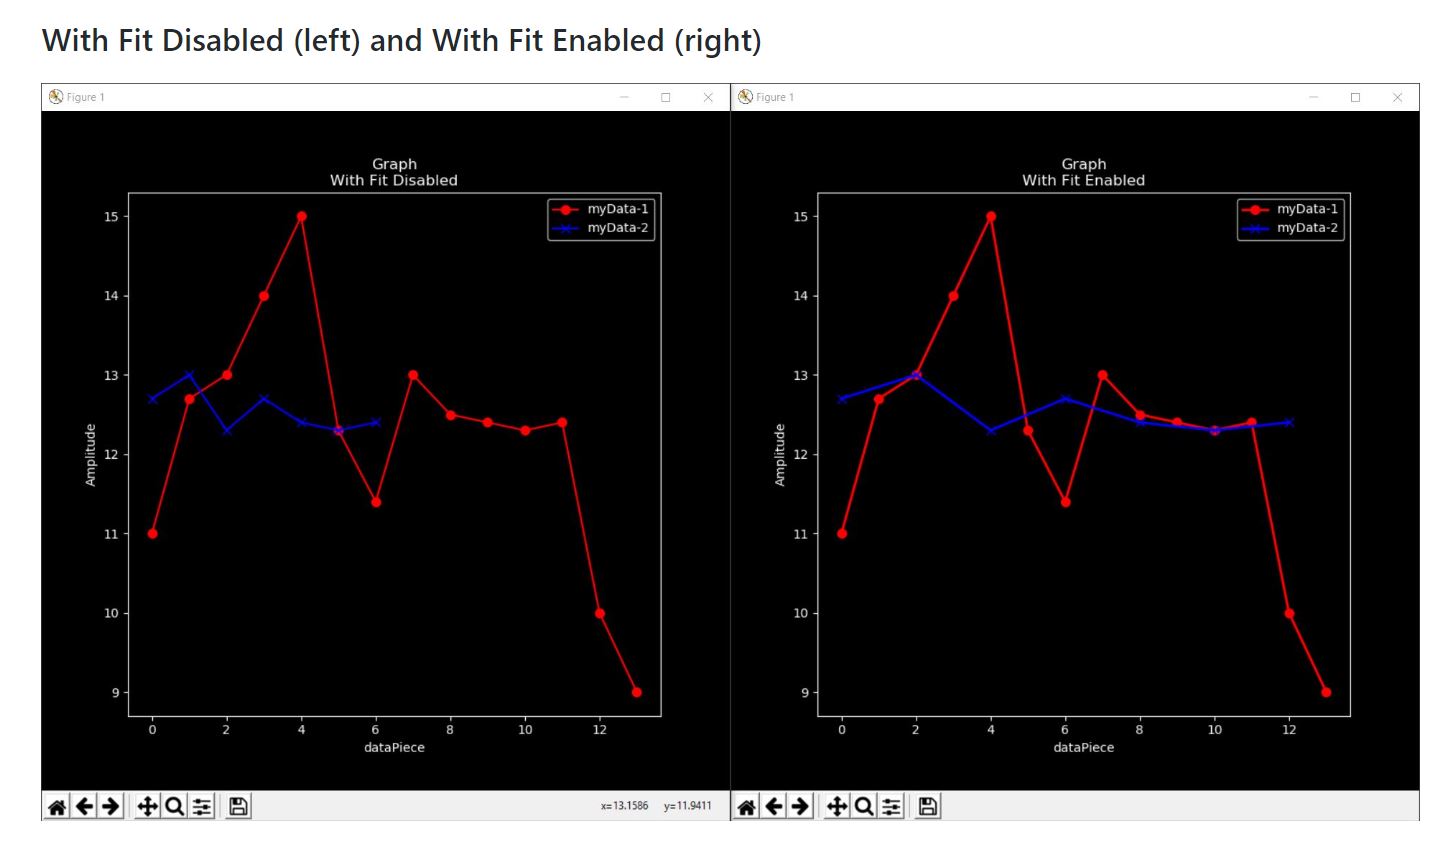 With Fit Disabled (left) and With Fit Enabled (right)
Figure 1
Graph
With Fit Disabled
myData-1
myData-2
15
14
13
12
11
10
9
Amplitude
0 2 4 6 8 10 12
dataPiece
x=13.1586 y=11.9411
Figure 1
Graph
With Fit Enabled
myData-1
myData-2
15
14
13
12
11
10
9
Amplitude
0 2 4 6 8 10 12
dataPiece